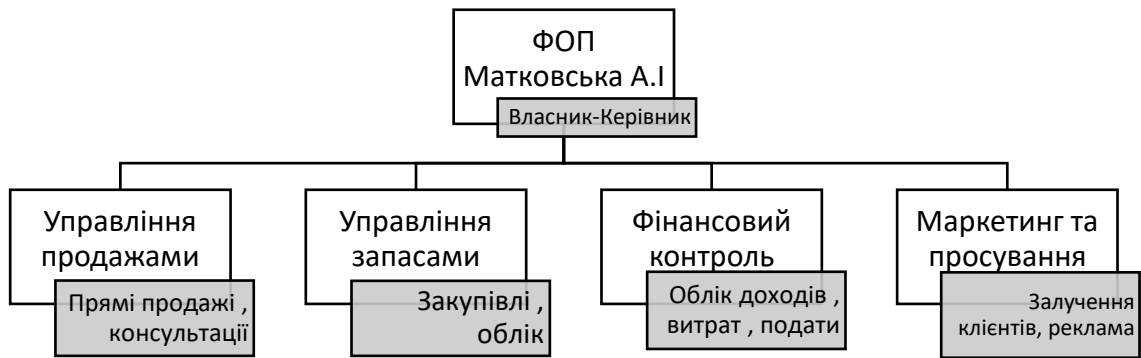 ФОП
Матковська А.І
Власник-Керівник
Управління
продажами
Прямі продажі ,
консультації
Управління
запасами
Закупівлі ,
облік
Фінансовий
контроль
Облік доходів ,
витрат , подати
Маркетинг та
просування
Залучення
клієнтів, реклама